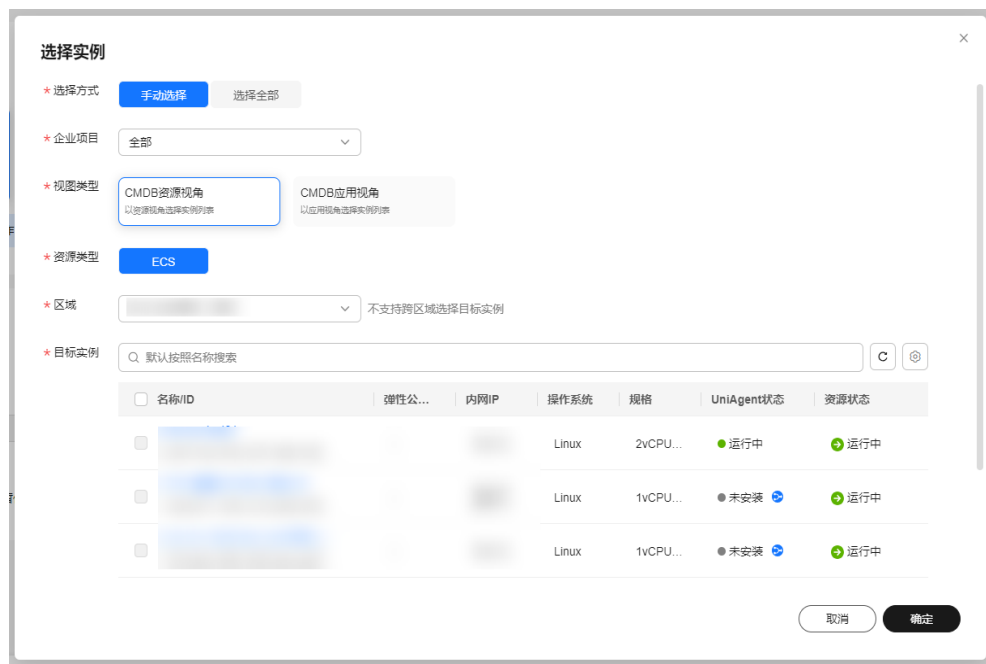 选择实例
* 选择方式 手动选择 选择全部
* 企业项目 全部
* 视图类型 CMDB资源视角 CMDB应用视角
以资源视角选择实例列表 以应用视角选择实例列表
* 资源类型 ECS
* 区域 不支持跨区域选择目标实例
* 目标实例 默认按照名称搜索
名称/ID 弹性公... 内网IP 操作系统 规格 UniAgent状态 资源状态
Linux 2vCPU... 运行中 运行中
Linux 1vCPU... 未安装 运行中
Linux 1vCPU... 未安装 运行中
取消 确定